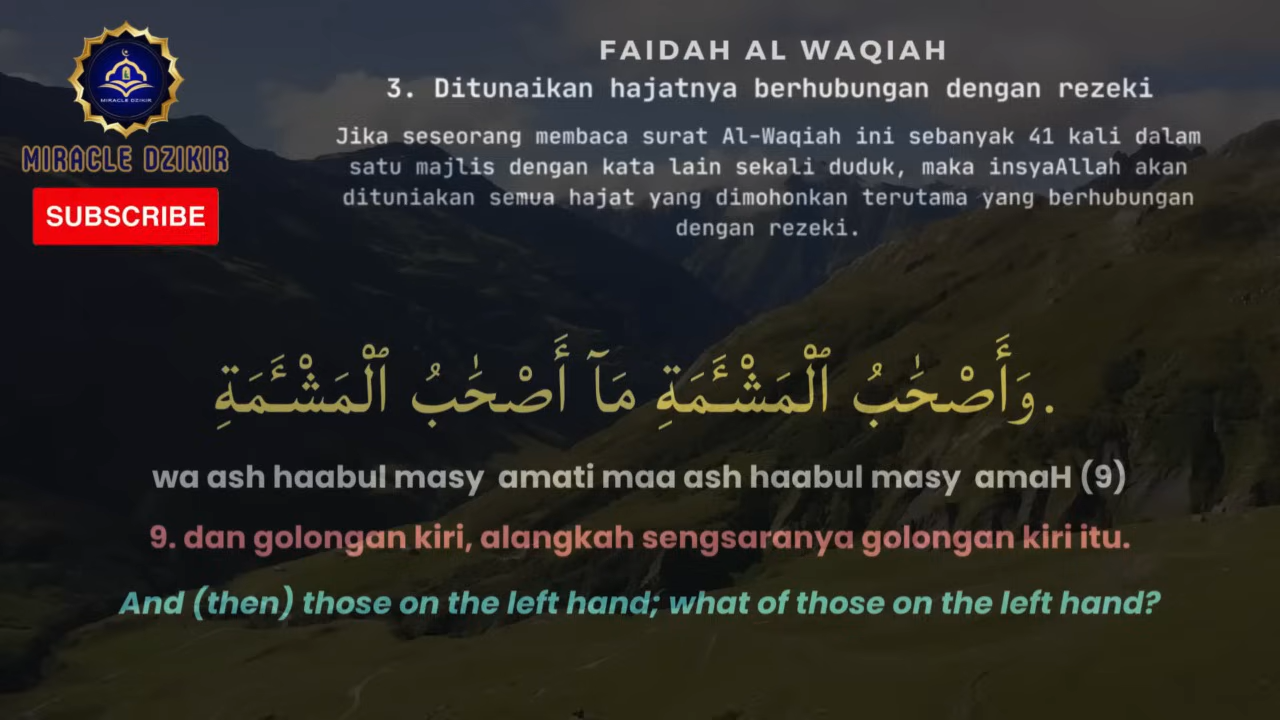 FAIDAH AL WAQIAH
3. Ditunaikan hajatnya berhubungan dengan rezeki
Jika seseorang membaca surat Al-Waqiah ini sebanyak 41 kali dalam
satu majlis dengan kata lain sekali duduk, maka insyaAllah akan
dituniakan semua hajat yang dimohonkan terutama yang berhubungan
dengan rezeki.
MIRACLE DZIKIR
MIRACLE DZIKIR
SUBSCRIBE
وَأَصْحَٰبُ ٱلْمَشْـَٔمَةِ مَآ أَصْحَٰبُ ٱلْمَشْـَٔمَةِ.
wa ash haabul masy amati maa ash haabul masy amaH (9)
9. dan golongan kiri, alangkah sengsaranya golongan kiri itu.
And (then) those on the left hand; what of those on the left hand?